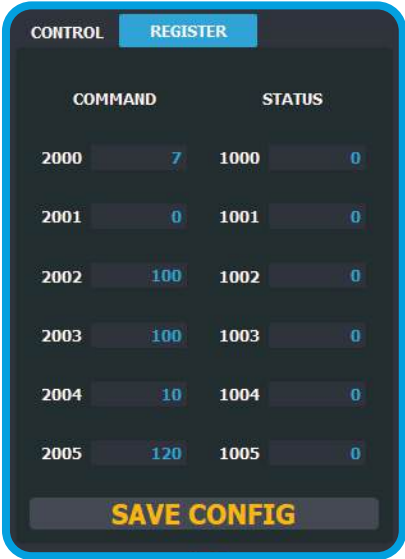 CONTROL REGISTER
COMMAND STATUS
2000 7 1000 0
2001 0 1001 0
2002 100 1002 0
2003 100 1003 0
2004 10 1004 0
2005 120 1005 0
SAVE CONFIG